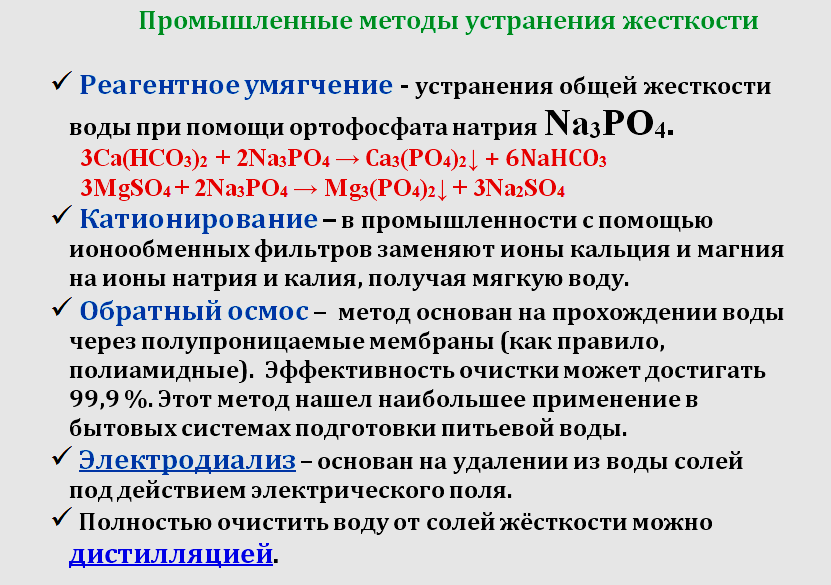 Промышленные методы устранения жесткости
✓ Реагентное умягчение - устранения общей жесткости
воды при помощи ортофосфата натрия Na₃PO₄.
3Ca(HCO₃)₂ + 2Na₃PO₄ → Ca₃(PO₄)₂↓ + 6NaHCO₃
3MgSO₄ + 2Na₃PO₄ → Mg₃(PO₄)₂↓ + 3Na₂SO₄
✓ Катионирование – в промышленности с помощью
ионообменных фильтров заменяют ионы кальция и магния
на ионы натрия и калия, получая мягкую воду.
✓ Обратный осмос – метод основан на прохождении воды
через полупроницаемые мембраны (как правило,
полиамидные). Эффективность очистки может достигать
99,9 %. Этот метод нашел наибольшее применение в
бытовых системах подготовки питьевой воды.
✓ Электродиализ – основан на удалении из воды солей
под действием электрического поля.
✓ Полностью очистить воду от солей жёсткости можно
дистилляцией.